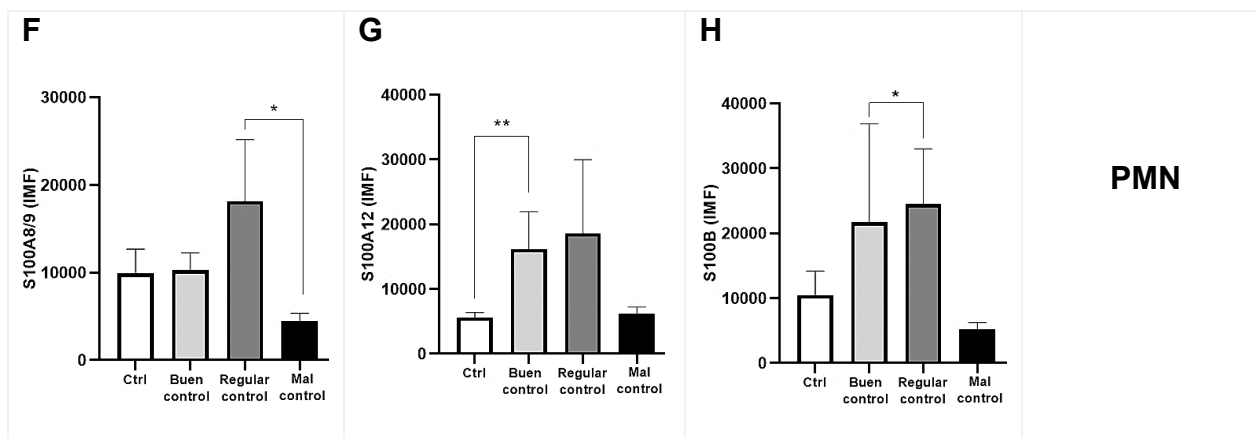 F
S100A8/9 (IMF)
30000
20000
10000
0
*
Ctrl
Buen control
Regular control
Mal control
G
S100A12 (IMF)
40000
30000
20000
10000
0
**
Ctrl
Buen control
Regular control
Mal control
H
S100B (IMF)
40000
30000
20000
10000
0
*
Ctrl
Buen control
Regular control
Mal control
PMN